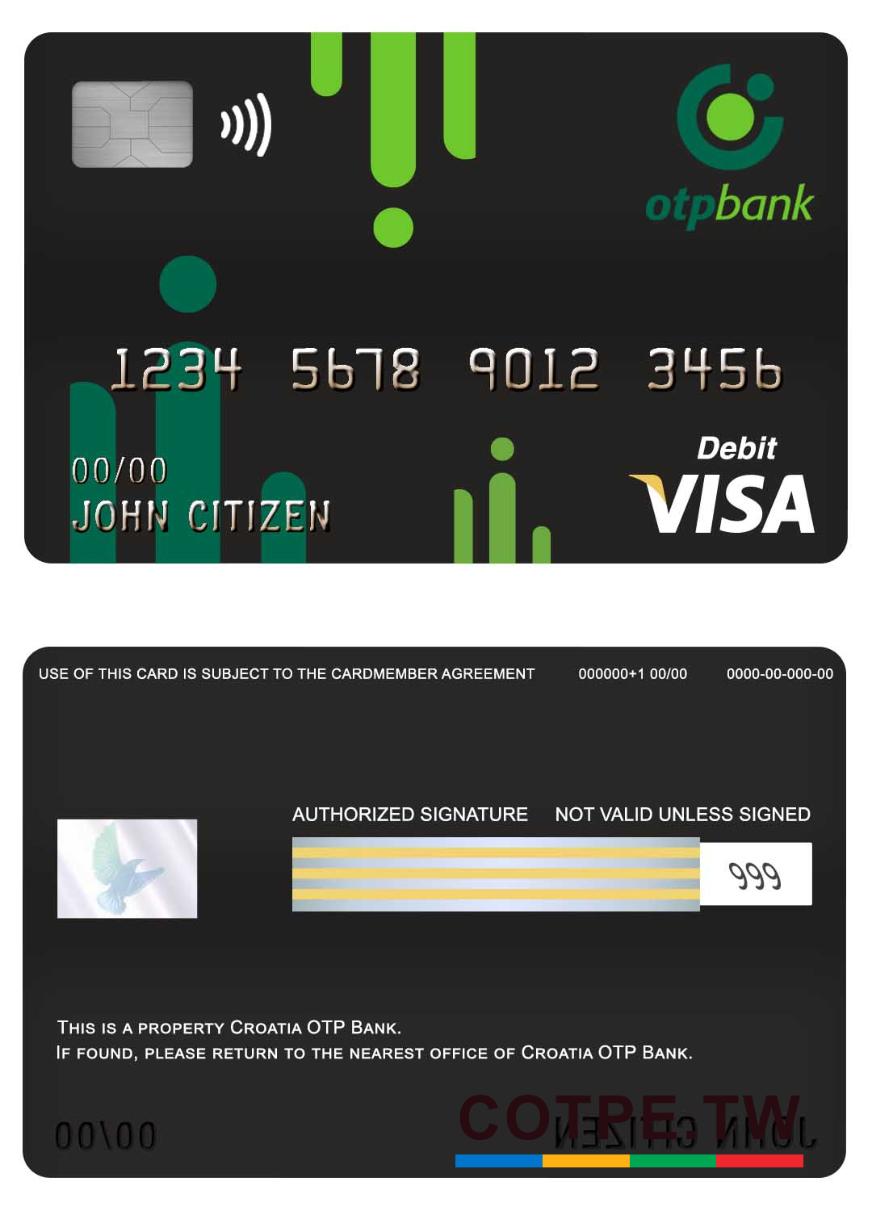 otpbank
1234 5678 9012 3456
00/00
Debit
JOHN CITIZEN
VISA
USE OF THIS CARD IS SUBJECT TO THE CARDMEMBER AGREEMENT 000000+1 00/00 0000-00-000-00
AUTHORIZED SIGNATURE NOT VALID UNLESS SIGNED
999
THIS IS A PROPERTY CROATIA OTP BANK.
IF FOUND, PLEASE RETURN TO THE NEAREST OFFICE OF CROATIA OTP BANK.
COTPE.TW
00/00 JOHN CITIZEN